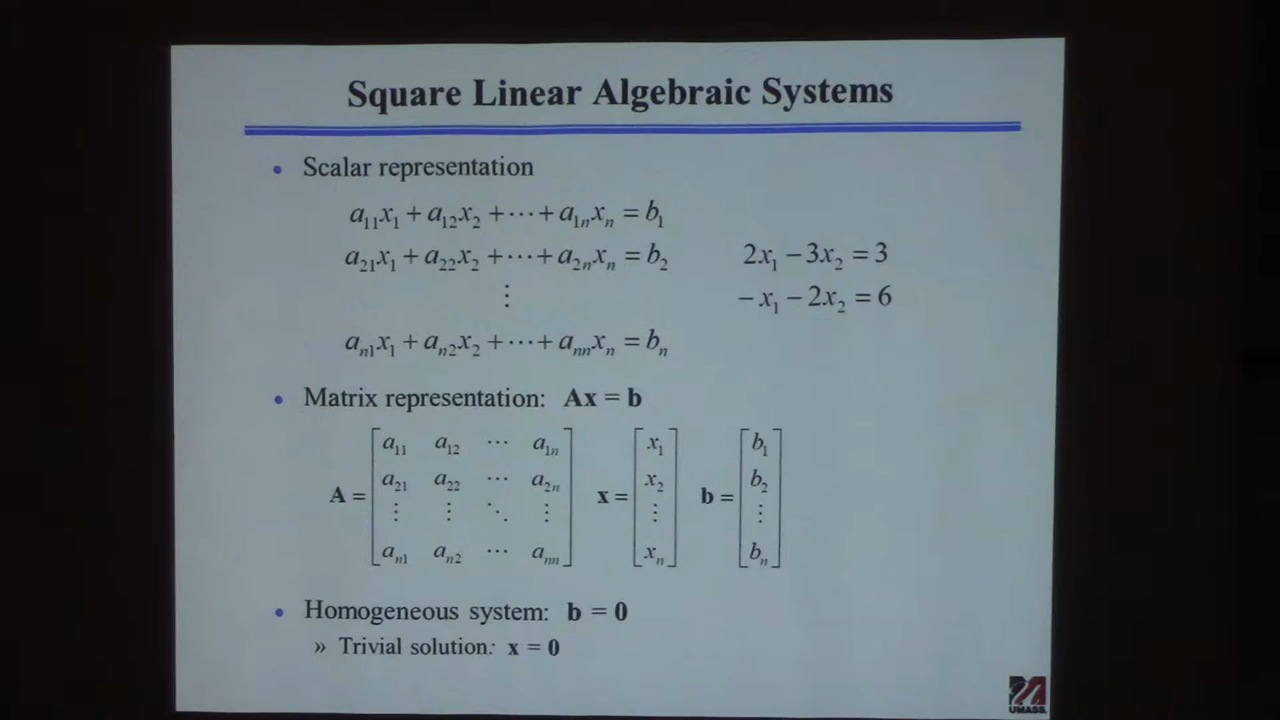 Square Linear Algebraic Systems
• Scalar representation
a₁₁x₁ + a₁₂x₂ + ⋯ + a₁ₙxₙ = b₁
a₂₁x₁ + a₂₂x₂ + ⋯ + a₂ₙxₙ = b₂
⋮
aₙ₁x₁ + aₙ₂x₂ + ⋯ + aₙₙxₙ = bₙ
2x₁ − 3x₂ = 3
− x₁ − 2x₂ = 6
• Matrix representation: Ax = b
A = [a₁₁ a₁₂ ⋯ a₁ₙ
a₂₁ a₂₂ ⋯ a₂ₙ
⋮ ⋮ ⋱ ⋮
aₙ₁ aₙ₂ ⋯ aₙₙ]
x = [x₁
x₂
⋮
xₙ]
b = [b₁
b₂
⋮
bₙ]
• Homogeneous system: b = 0
» Trivial solution: x = 0
UMASS